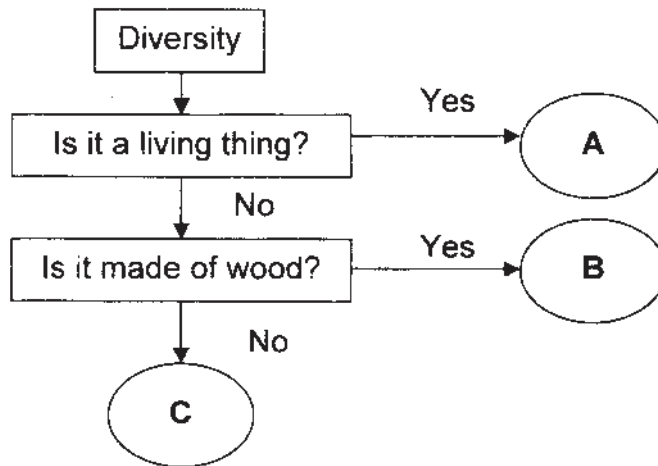 Diversity
Yes
Is it a living thing?
A
No
Yes
Is it made of wood?
B
No
C